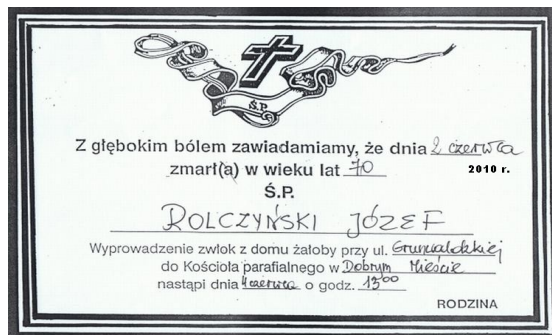 Ś.P.
Z głębokim bólem zawiadamiamy, że dnia 2 czerwca
zmarł(a) w wieku lat 70 2010 r.
Ś.P.
ROLCZYŃSKI JÓZEF
Wyprowadzenie zwłok z domu żałoby przy ul. Grunwaldzkiej
do Kościoła parafialnego w Dobrym Mieście
nastąpi dnia 4 czerwca o godz. 13⁰⁰
RODZINA